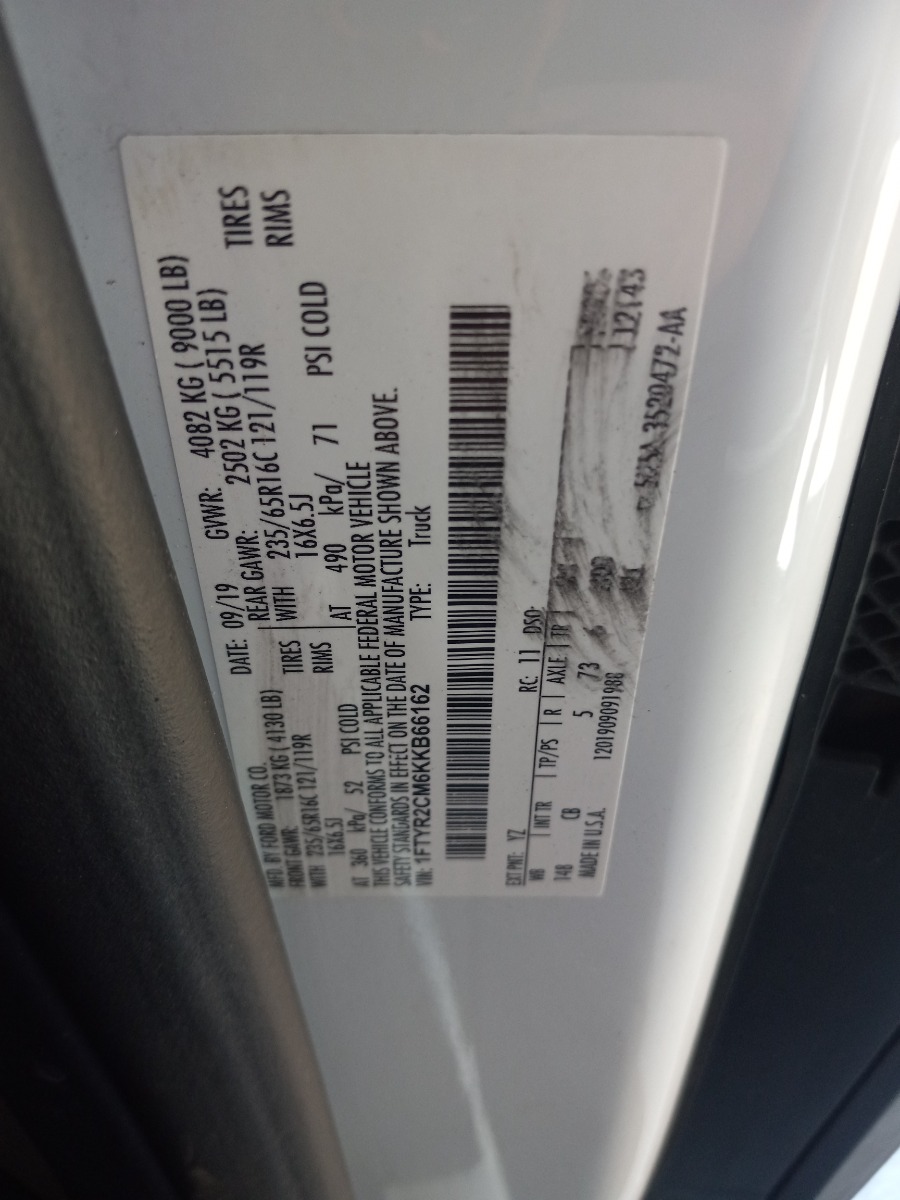 MFD. BY FORD MOTOR CO. DATE: 09/19 GVWR: 4082 KG ( 9000 LB)
FRONT GAWR: 1873 KG ( 4130 LB) REAR GAWR: 2502 KG ( 5515 LB)
WITH 235/65R16C 121/119R TIRES WITH 235/65R16C 121/119R TIRES
16X6.5J RIMS 16X6.5J RIMS
AT 360 kPa/ 52 PSI COLD AT 490 kPa/ 71 PSI COLD
THIS VEHICLE CONFORMS TO ALL APPLICABLE FEDERAL MOTOR VEHICLE
SAFETY STANDARDS IN EFFECT ON THE DATE OF MANUFACTURE SHOWN ABOVE.
VIN: 1FTYR2CM6KKB66162 TYPE: Truck
EXT PNT: YZ RC: 11 DSO:
WB INT TR TP/PS R AXLE TR
148 CB 5 73 6
MADE IN U.S.A. 12143
3520472-AA